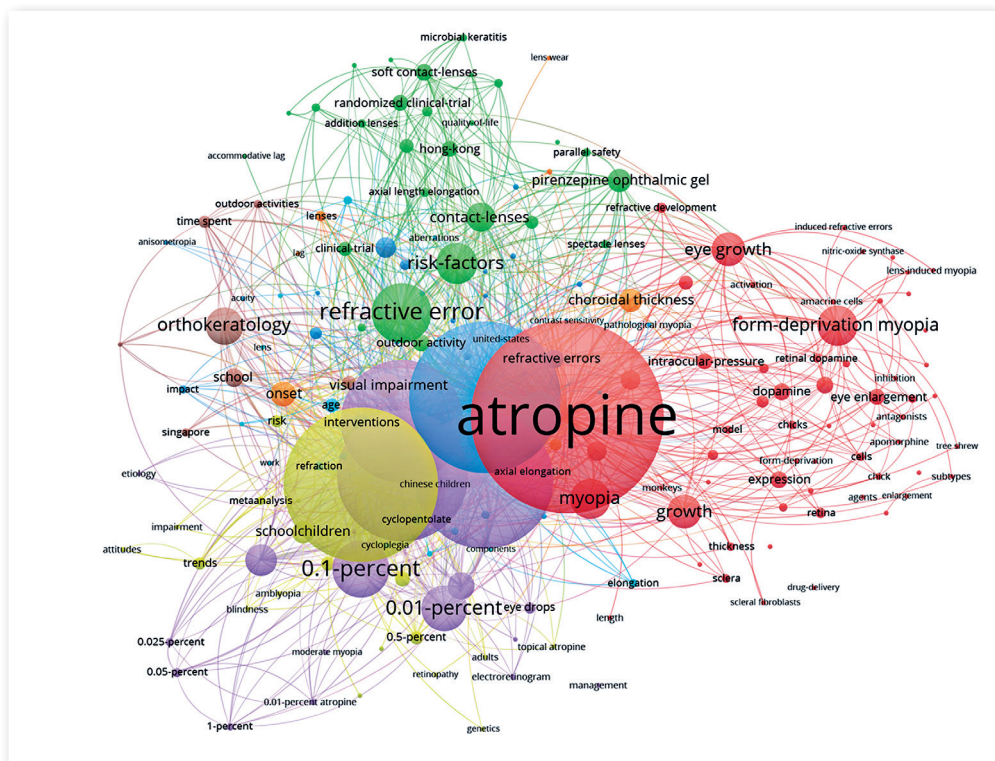 microbial keratitis
lens wear
soft contact-lenses
randomized clinical-trial
addition lenses
quality-of-life
hong-kong
accommodative lag
parallel safety
pirenzepine ophthalmic gel
axial length elongation
outdoor activities
refractive development
time spent
lenses
contact-lenses
induced refractive errors
anisometropia
clinical-trial
aberrations
spectacle lenses
eye growth
nitric-oxide synthase
lag
risk-factors
lens-induced myopia
activation
acuity
choroidal thickness
amacrine cells
refractive error
contrast sensitivity
pathological myopia
form-deprivation myopia
orthokeratology
outdoor activity
united-states
lens
refractive errors
intraocular-pressure
retinal dopamine
school
inhibition
impact
onset
visual impairment
dopamine
eye enlargement
age
atropine
antagonists
risk
interventions
model
chicks
singapore
apomorphine
tree shrew
work
refraction
form-deprivation
cells
etiology
axial elongation
chick
subtypes
chinese children
monkeys
expression
metaanalysis
myopia
agents
enlargement
growth
retina
impairment
schoolchildren
cyclopentolate
attitudes
cycloplegia
components
thickness
trends
0.1-percent
elongation
sclera
drug-delivery
amblyopia
scleral fibroblasts
blindness
0.01-percent
eye drops
length
0.025-percent
0.5-percent
moderate myopia
topical atropine
adults
0.05-percent
retinopathy
electroretinogram
management
0.01-percent atropine
1-percent
genetics